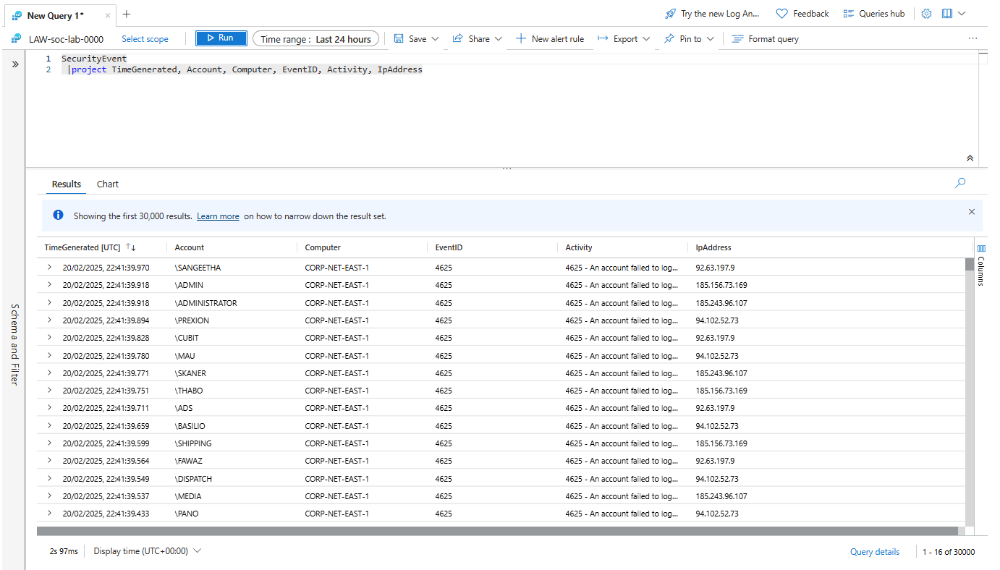 New Query 1*
Try the new Log An... Feedback Queries hub
LAW-soc-lab-0000 Select scope Run Time range : Last 24 hours Save Share New alert rule Export Pin to Format query
1 SecurityEvent
2 |project TimeGenerated, Account, Computer, EventID, Activity, IpAddress
Schema and Filter
Results Chart
Showing the first 30,000 results. Learn more on how to narrow down the result set.
TimeGenerated [UTC] Account Computer EventID Activity IpAddress
Columns
20/02/2025, 22:41:39.970 \SANGEETHA CORP-NET-EAST-1 4625 4625 - An account failed to log... 92.63.197.9
20/02/2025, 22:41:39.918 \ADMIN CORP-NET-EAST-1 4625 4625 - An account failed to log... 185.156.73.169
20/02/2025, 22:41:39.918 \ADMINISTRATOR CORP-NET-EAST-1 4625 4625 - An account failed to log... 185.243.96.107
20/02/2025, 22:41:39.894 \PREXION CORP-NET-EAST-1 4625 4625 - An account failed to log... 94.102.52.73
20/02/2025, 22:41:39.828 \CUBIT CORP-NET-EAST-1 4625 4625 - An account failed to log... 92.63.197.9
20/02/2025, 22:41:39.780 \MAU CORP-NET-EAST-1 4625 4625 - An account failed to log... 94.102.52.73
20/02/2025, 22:41:39.771 \SKANER CORP-NET-EAST-1 4625 4625 - An account failed to log... 185.243.96.107
20/02/2025, 22:41:39.751 \THABO CORP-NET-EAST-1 4625 4625 - An account failed to log... 185.156.73.169
20/02/2025, 22:41:39.711 \ADS CORP-NET-EAST-1 4625 4625 - An account failed to log... 92.63.197.9
20/02/2025, 22:41:39.659 \BASILIO CORP-NET-EAST-1 4625 4625 - An account failed to log... 94.102.52.73
20/02/2025, 22:41:39.599 \SHIPPING CORP-NET-EAST-1 4625 4625 - An account failed to log... 185.156.73.169
20/02/2025, 22:41:39.564 \FAWAZ CORP-NET-EAST-1 4625 4625 - An account failed to log... 92.63.197.9
20/02/2025, 22:41:39.549 \DISPATCH CORP-NET-EAST-1 4625 4625 - An account failed to log... 94.102.52.73
20/02/2025, 22:41:39.537 \MEDIA CORP-NET-EAST-1 4625 4625 - An account failed to log... 185.243.96.107
20/02/2025, 22:41:39.433 \PANO CORP-NET-EAST-1 4625 4625 - An account failed to log... 94.102.52.73
2s 97ms Display time (UTC+00:00) Query details 1 - 16 of 30000